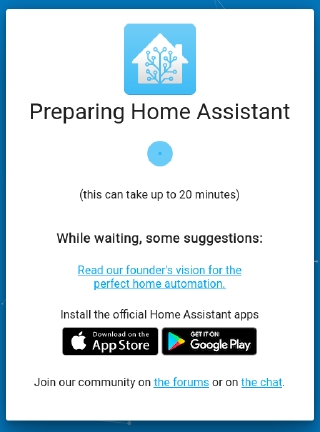 Preparing Home Assistant
(this can take up to 20 minutes)
While waiting, some suggestions:
Read our founder's vision for the
perfect home automation.
Install the official Home Assistant apps
Download on the
App Store
GET IT ON
Google Play
Join our community on the forums or on the chat.